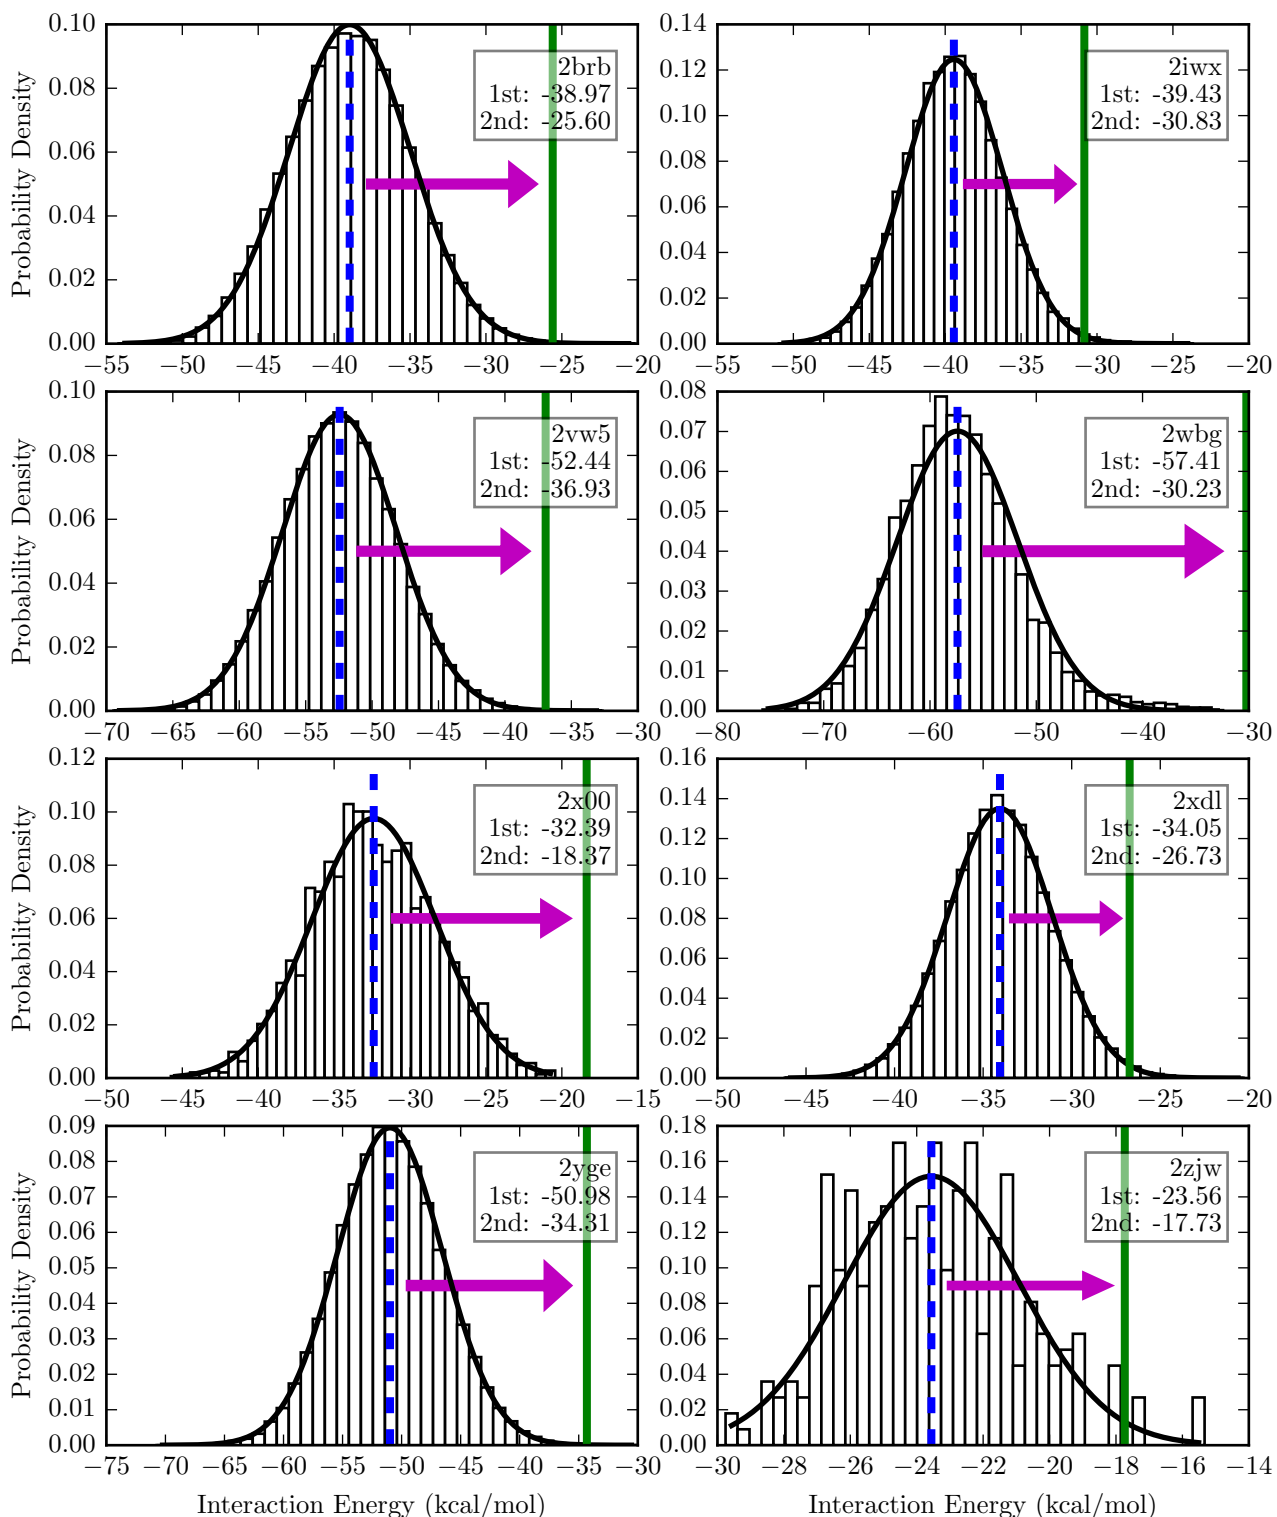 0.10
0.08
0.06
0.04
0.02
0.00
Probability Density
2brb
1st: -38.97
2nd: -25.60
−55 −50 −45 −40 −35 −30 −25 −20
0.14
0.12
0.10
0.08
0.06
0.04
0.02
0.00
2iwx
1st: -39.43
2nd: -30.83
−55 −50 −45 −40 −35 −30 −25 −20
0.10
0.08
0.06
0.04
0.02
0.00
Probability Density
2vw5
1st: -52.44
2nd: -36.93
−70 −65 −60 −55 −50 −45 −40 −35 −30
0.08
0.07
0.06
0.05
0.04
0.03
0.02
0.01
0.00
2wbg
1st: -57.41
2nd: -30.23
−80 −70 −60 −50 −40 −30
0.12
0.10
0.08
0.06
0.04
0.02
0.00
Probability Density
2x00
1st: -32.39
2nd: -18.37
−50 −45 −40 −35 −30 −25 −20 −15
0.16
0.14
0.12
0.10
0.08
0.06
0.04
0.02
0.00
2xdl
1st: -34.05
2nd: -26.73
−50 −45 −40 −35 −30 −25 −20
0.09
0.08
0.07
0.06
0.05
0.04
0.03
0.02
0.01
0.00
Probability Density
2yge
1st: -50.98
2nd: -34.31
−75 −70 −65 −60 −55 −50 −45 −40 −35 −30
Interaction Energy (kcal/mol)
0.18
0.16
0.14
0.12
0.10
0.08
0.06
0.04
0.02
0.00
2zjw
1st: -23.56
2nd: -17.73
−30 −28 −26 −24 −22 −20 −18 −16 −14
Interaction Energy (kcal/mol)